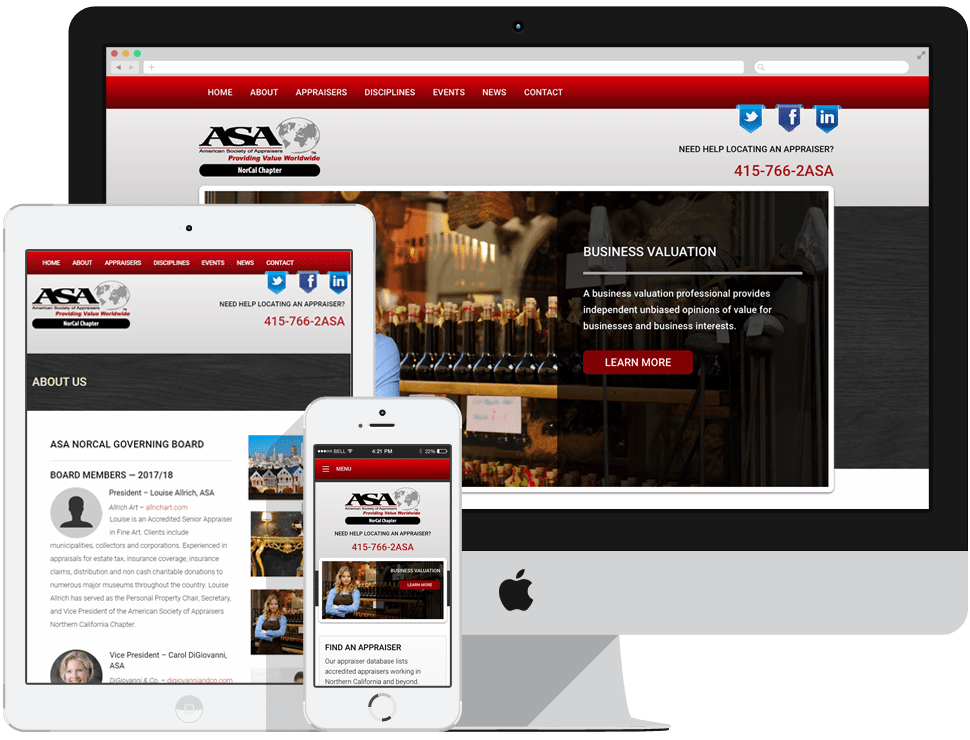 HOME ABOUT APPRAISERS DISCIPLINES EVENTS NEWS CONTACT
ASA
American Society of Appraisers
Providing Value Worldwide
NorCal Chapter
NEED HELP LOCATING AN APPRAISER?
415-766-2ASA
BUSINESS VALUATION
A business valuation professional provides
independent unbiased opinions of value for
businesses and business interests.
LEARN MORE
HOME ABOUT APPRAISERS DISCIPLINES EVENTS NEWS CONTACT
ASA
American Society of Appraisers
Providing Value Worldwide
NorCal Chapter
NEED HELP LOCATING AN APPRAISER?
415-766-2ASA
ABOUT US
ASA NORCAL GOVERNING BOARD
BOARD MEMBERS — 2017/18
President – Louise Allrich, ASA
Allrich Art – allrichart.com
Louise is an Accredited Senior Appraiser
in Fine Art. Clients include
municipalities, collectors and corporations. Experienced in
appraisals for estate tax, insurance coverage, insurance
claims, distribution and non cash charitable donations to
numerous major museums throughout the country. Louise
Allrich has served as the Personal Property Chair, Secretary,
and Vice President of the American Society of Appraisers
Northern California Chapter.
Vice President – Carol DiGiovanni,
ASA
DiGiovanni & Co. – digiovanniandco.com
BELL 4:21 PM 22%
MENU
ASA
American Society of Appraisers
Providing Value Worldwide
NorCal Chapter
NEED HELP LOCATING AN APPRAISER?
415-766-2ASA
BUSINESS VALUATION
LEARN MORE
FIND AN APPRAISER
Our appraiser database lists
accredited appraisers working in
Northern California and beyond.